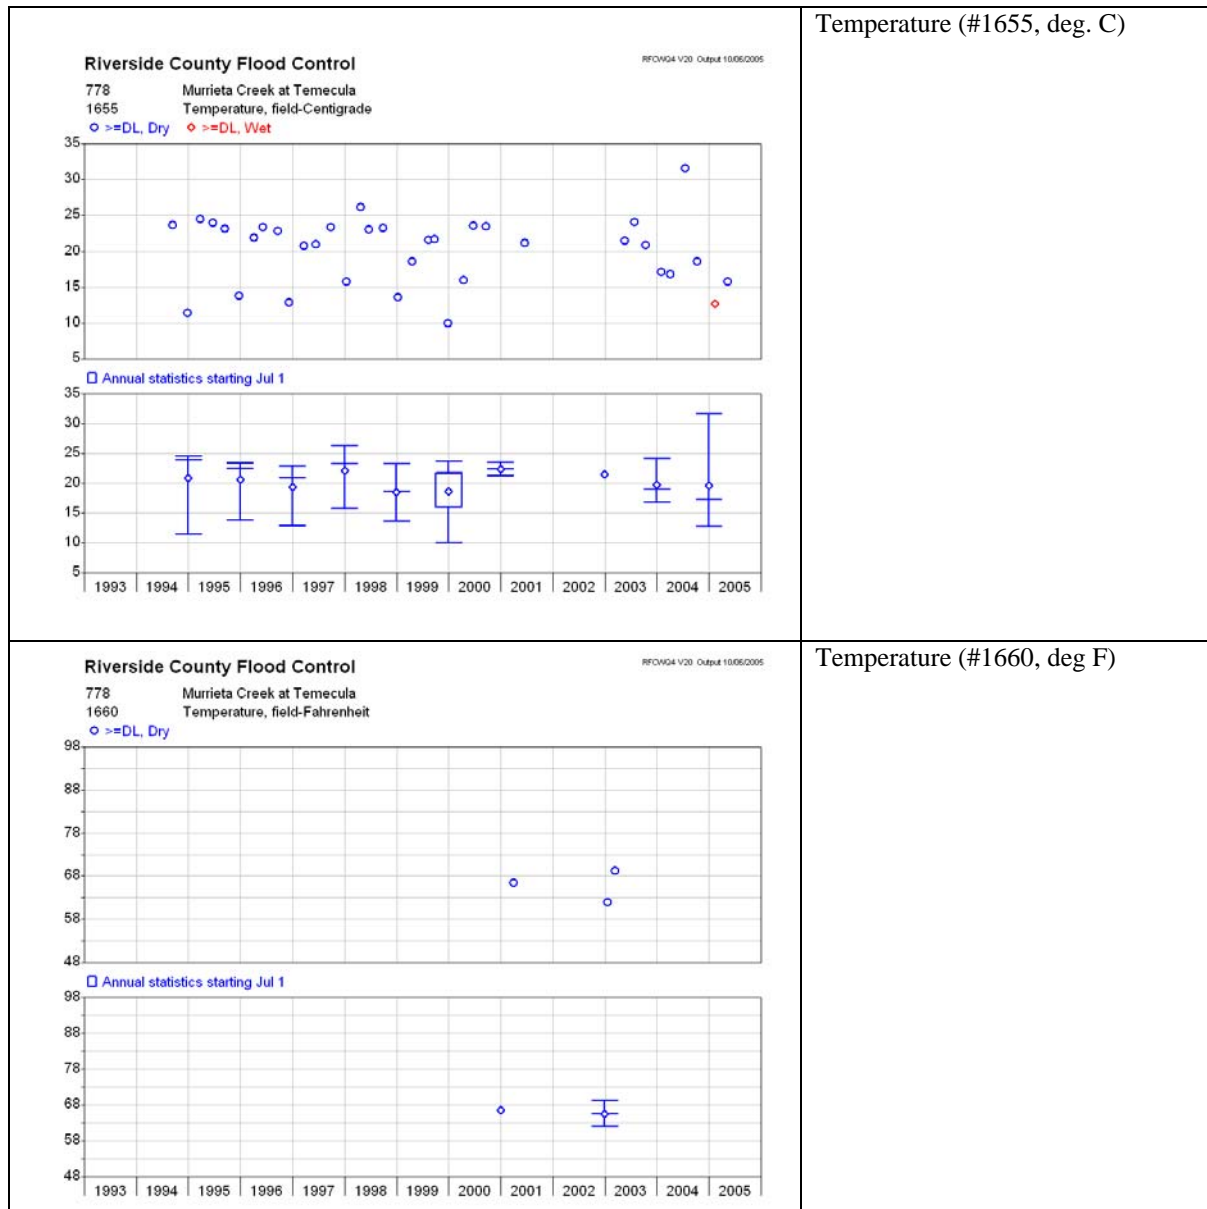 Temperature (#1655, deg. C)
Riverside County Flood Control
RFCWQ4 V20 Output 10/06/2005
778 Murrieta Creek at Temecula
1655 Temperature, field-Centigrade
>=DL, Dry >=DL, Wet
35
30
25
20
15
10
5
Annual statistics starting Jul 1
35
30
25
20
15
10
5
1993 1994 1995 1996 1997 1998 1999 2000 2001 2002 2003 2004 2005
Temperature (#1660, deg F)
Riverside County Flood Control
RFCWQ4 V20 Output 10/06/2005
778 Murrieta Creek at Temecula
1660 Temperature, field-Fahrenheit
>=DL, Dry
98
88
78
68
58
48
Annual statistics starting Jul 1
98
88
78
68
58
48
1993 1994 1995 1996 1997 1998 1999 2000 2001 2002 2003 2004 2005